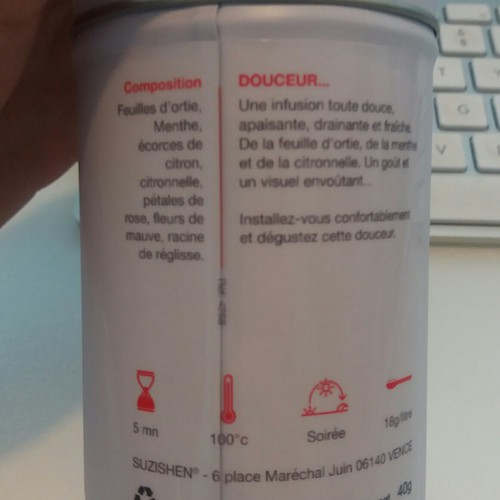 Composition
Feuilles d'ortie,
Menthe,
écorces de
citron,
citronnelle,
pétales de
rose, fleurs de
mauve, racine
de réglisse.
DOUCEUR...
Une infusion toute douce,
apaisante, drainante et fraîche.
De la feuille d'ortie, de la menthe
et de la citronnelle. Un goût et
un visuel envoûtant...
Installez-vous confortablement
et dégustez cette douceur.
5 mn
100°c
Soirée
18g/litre
SUZISHEN® - 6 place Maréchal Juin 06140 VENCE
40g